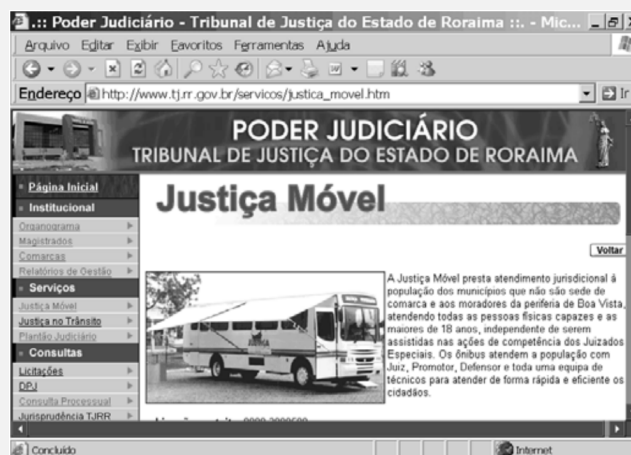 .:: Poder Judiciário - Tribunal de Justiça do Estado de Roraima ::. - Mic...
Arquivo Editar Exibir Favoritos Ferramentas Ajuda
Endereço http://www.tj.rr.gov.br/servicos/justica_movel.htm Ir
PODER JUDICIÁRIO
TRIBUNAL DE JUSTIÇA DO ESTADO DE RORAIMA
Página Inicial
Institucional
Organograma
Magistrados
Comarcas
Relatórios de Gestão
Serviços
Justiça Móvel
Justiça no Trânsito
Plantão Judiciário
Consultas
Licitações
DPJ
Consulta Processual
Jurisprudência TJRR
Justiça Móvel
Voltar
A Justiça Móvel presta atendimento jurisdicional à
população dos municípios que não são sede de
comarca e aos moradores da periferia de Boa Vista,
atendendo todas as pessoas físicas capazes e as
maiores de 18 anos, independente de serem
assistidas nas ações de competência dos Juizados
Especiais. Os ônibus atendem a população com
Juiz, Promotor, Defensor e toda uma equipe de
técnicos para atender de forma rápida e eficiente os
cidadãos.
Concluído Internet